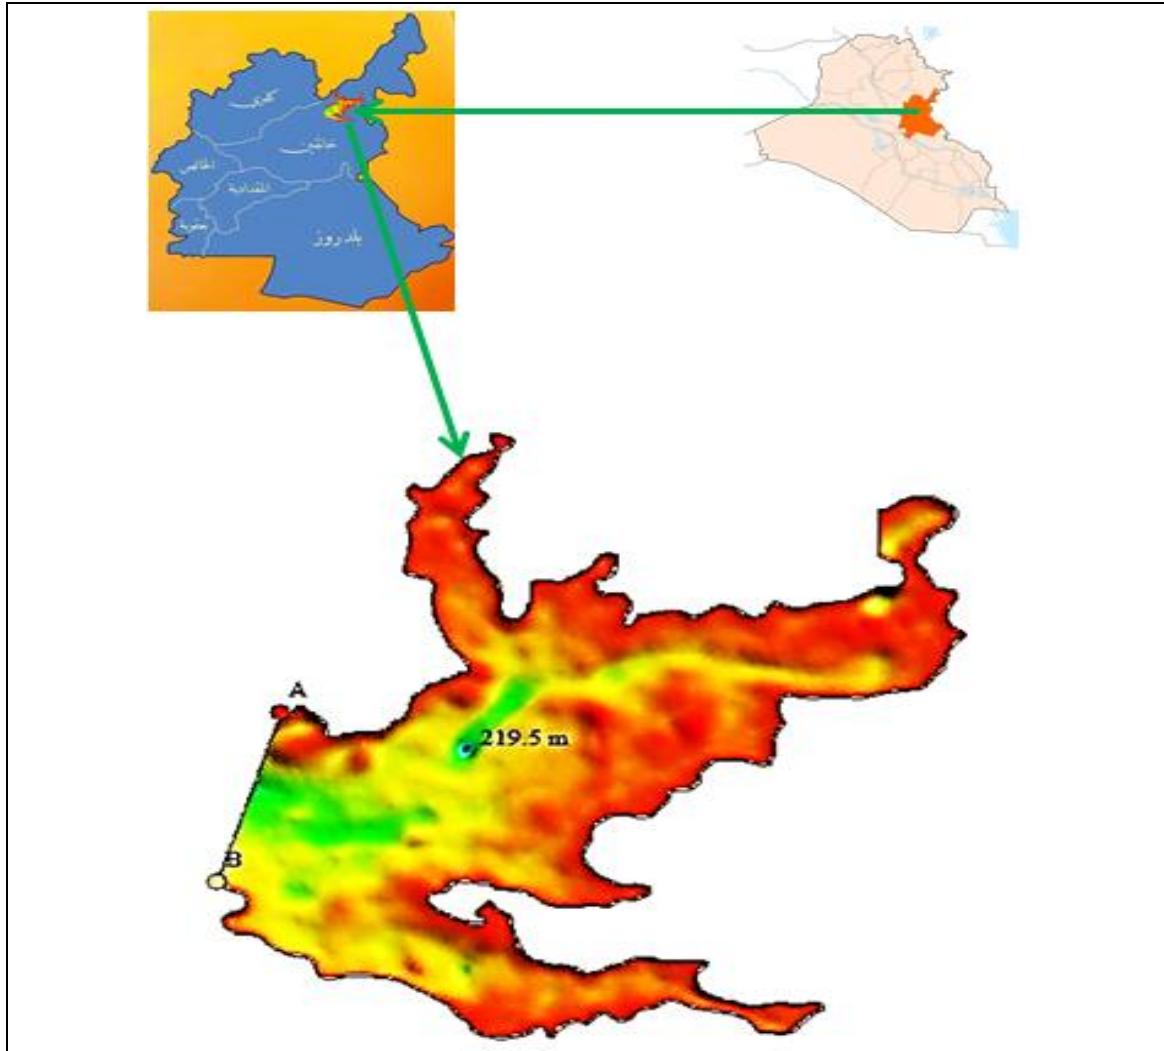 كفري
خانقين
الخالص
المقدادية
بعقوبة
بلدروز
A
219.5 m
B